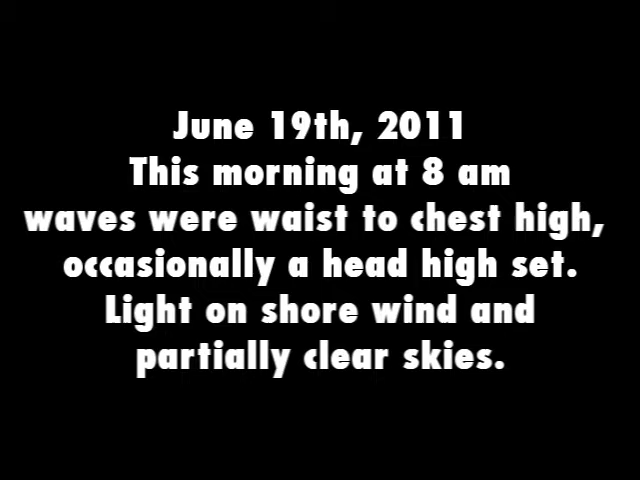 June 19th, 2011
This morning at 8 am
waves were waist to chest high,
occasionally a head high set.
Light on shore wind and
partially clear skies.